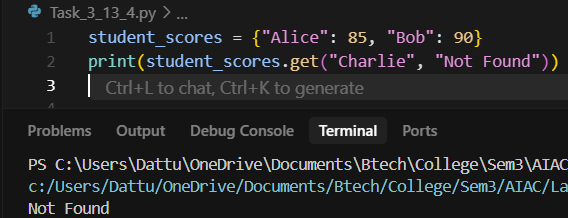 Task_3_13_4.py > ...
1 student_scores = {"Alice": 85, "Bob": 90}
2 print(student_scores.get("Charlie", "Not Found"))
3 Ctrl+L to chat, Ctrl+K to generate
4
Problems Output Debug Console Terminal Ports
PS C:\Users\Dattu\OneDrive\Documents\Btech\College\Sem3\AIAC
c:/Users/Dattu/OneDrive/Documents/Btech/College/Sem3/AIAC/La
Not Found